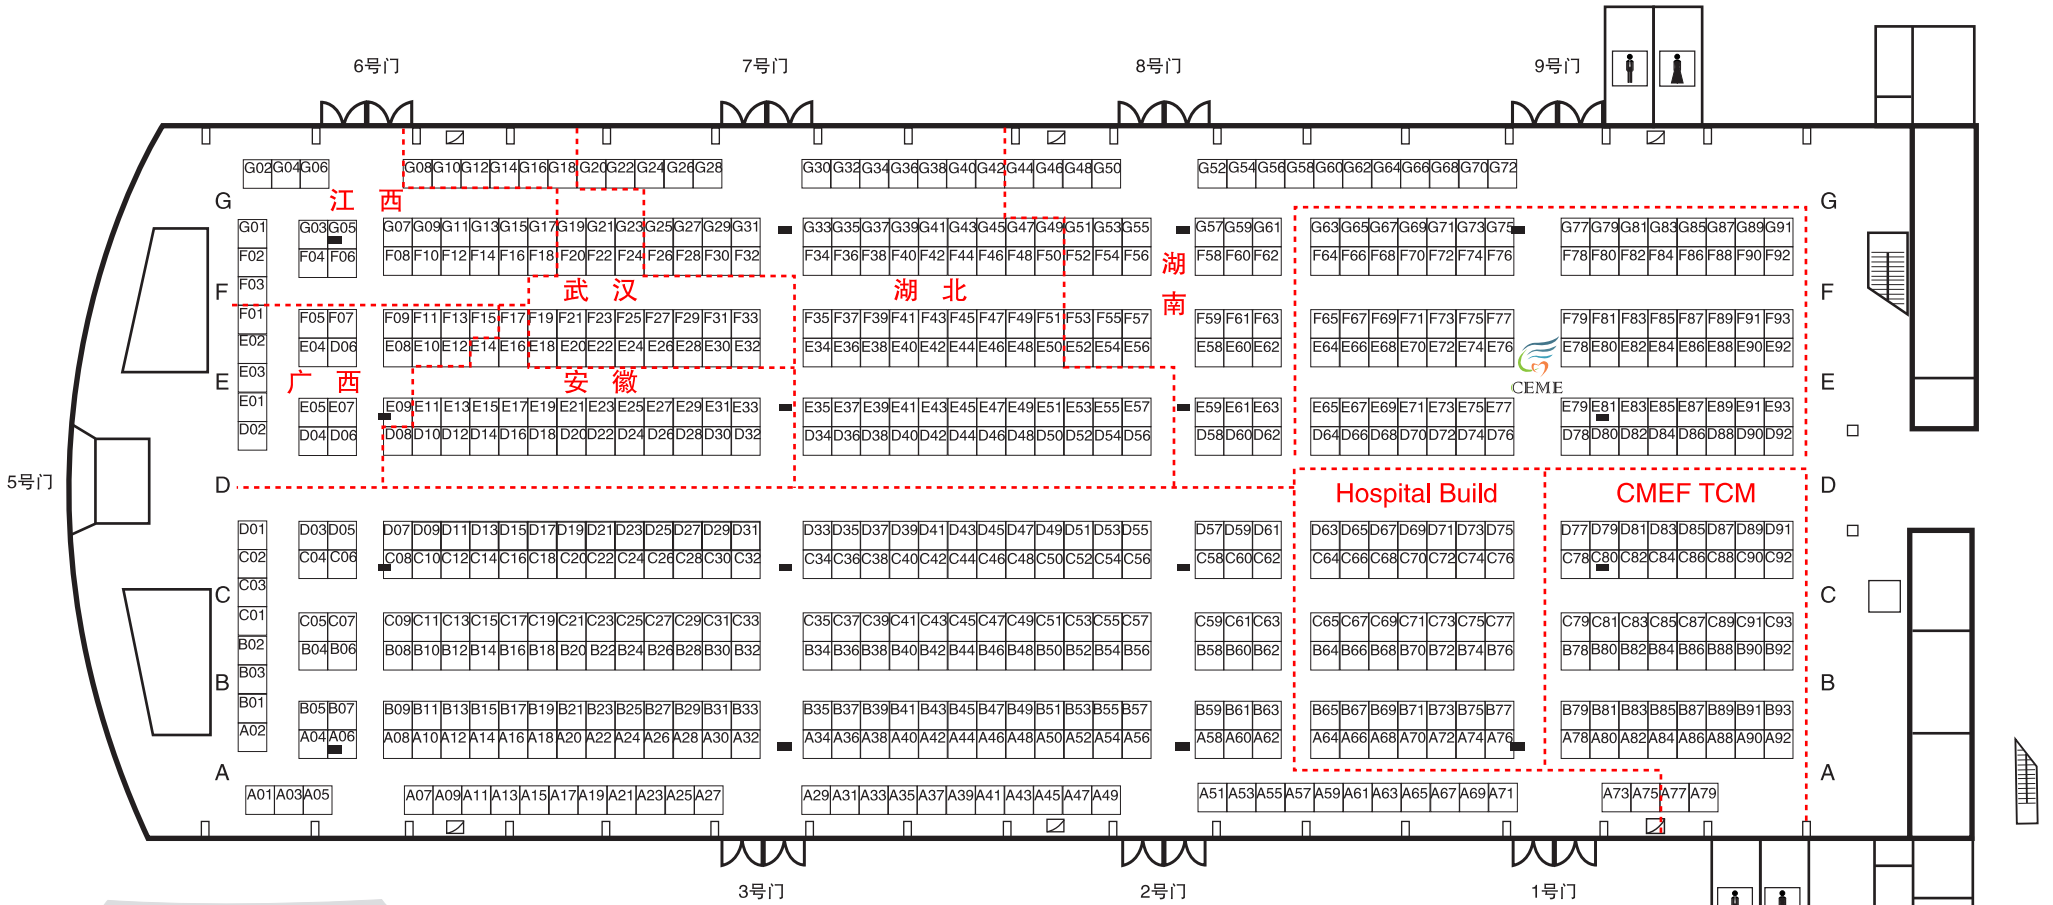 6号门 7号门 8号门 9号门
G02 G04 G06 G08 G10 G12 G14 G16 G18 G20 G22 G24 G26 G28 G30 G32 G34 G36 G38 G40 G42 G44 G46 G48 G50 G52 G54 G56 G58 G60 G62 G64 G66 G68 G70 G72
G 江西 G
G01 G03 G05 G07 G09 G11 G13 G15 G17 G19 G21 G23 G25 G27 G29 G31 G33 G35 G37 G39 G41 G43 G45 G47 G49 G51 G53 G55 G57 G59 G61 G63 G65 G67 G69 G71 G73 G75 G77 G79 G81 G83 G85 G87 G89 G91
F02 F04 F06 F08 F10 F12 F14 F16 F18 F20 F22 F24 F26 F28 F30 F32 F34 F36 F38 F40 F42 F44 F46 F48 F50 F52 F54 F56 F58 F60 F62 F64 F66 F68 F70 F72 F74 F76 F78 F80 F82 F84 F86 F88 F90 F92
F03
F 武汉 湖北 湖南 F
F01 F05 F07 F09 F11 F13 F15 F17 F19 F21 F23 F25 F27 F29 F31 F33 F35 F37 F39 F41 F43 F45 F47 F49 F51 F53 F55 F57 F59 F61 F63 F65 F67 F69 F71 F73 F75 F77 F79 F81 F83 F85 F87 F89 F91 F93
E02 E04 D06 E08 E10 E12 E14 E16 E18 E20 E22 E24 E26 E28 E30 E32 E34 E36 E38 E40 E42 E44 E46 E48 E50 E52 E54 E56 E58 E60 E62 E64 E66 E68 E70 E72 E74 E76 E78 E80 E82 E84 E86 E88 E90 E92
E03
E 广西 安徽 CEME E
E01 E05 E07 E09 E11 E13 E15 E17 E19 E21 E23 E25 E27 E29 E31 E33 E35 E37 E39 E41 E43 E45 E47 E49 E51 E53 E55 E57 E59 E61 E63 E65 E67 E69 E71 E73 E75 E77 E79 E81 E83 E85 E87 E89 E91 E93
D02 D04 D06 D08 D10 D12 D14 D16 D18 D20 D22 D24 D26 D28 D30 D32 D34 D36 D38 D40 D42 D44 D46 D48 D50 D52 D54 D56 D58 D60 D62 D64 D66 D68 D70 D72 D74 D76 D78 D80 D82 D84 D86 D88 D90 D92
5号门 D Hospital Build CMEF TCM D
D01 D03 D05 D07 D09 D11 D13 D15 D17 D19 D21 D23 D25 D27 D29 D31 D33 D35 D37 D39 D41 D43 D45 D47 D49 D51 D53 D55 D57 D59 D61 D63 D65 D67 D69 D71 D73 D75 D77 D79 D81 D83 D85 D87 D89 D91
C02 C04 C06 C08 C10 C12 C14 C16 C18 C20 C22 C24 C26 C28 C30 C32 C34 C36 C38 C40 C42 C44 C46 C48 C50 C52 C54 C56 C58 C60 C62 C64 C66 C68 C70 C72 C74 C76 C78 C80 C82 C84 C86 C88 C90 C92
C03
C C
C01 C05 C07 C09 C11 C13 C15 C17 C19 C21 C23 C25 C27 C29 C31 C33 C35 C37 C39 C41 C43 C45 C47 C49 C51 C53 C55 C57 C59 C61 C63 C65 C67 C69 C71 C73 C75 C77 C79 C81 C83 C85 C87 C89 C91 C93
B02 B04 B06 B08 B10 B12 B14 B16 B18 B20 B22 B24 B26 B28 B30 B32 B34 B36 B38 B40 B42 B44 B46 B48 B50 B52 B54 B56 B58 B60 B62 B64 B66 B68 B70 B72 B74 B76 B78 B80 B82 B84 B86 B88 B90 B92
B03
B B
B01 B05 B07 B09 B11 B13 B15 B17 B19 B21 B23 B25 B27 B29 B31 B33 B35 B37 B39 B41 B43 B45 B47 B49 B51 B53 B55 B57 B59 B61 B63 B65 B67 B69 B71 B73 B75 B77 B79 B81 B83 B85 B87 B89 B91 B93
A02 A04 A06 A08 A10 A12 A14 A16 A18 A20 A22 A24 A26 A28 A30 A32 A34 A36 A38 A40 A42 A44 A46 A48 A50 A52 A54 A56 A58 A60 A62 A64 A66 A68 A70 A72 A74 A76 A78 A80 A82 A84 A86 A88 A90 A92
A A
A01 A03 A05 A07 A09 A11 A13 A15 A17 A19 A21 A23 A25 A27 A29 A31 A33 A35 A37 A39 A41 A43 A45 A47 A49 A51 A53 A55 A57 A59 A61 A63 A65 A67 A69 A71 A73 A75 A77 A79
3号门 2号门 1号门